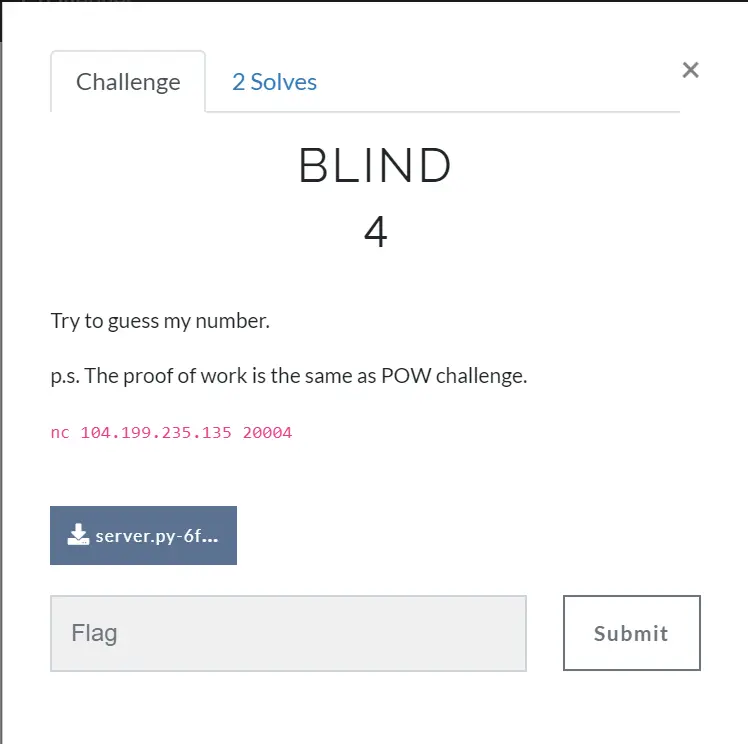 Challenge
2 Solves
×
BLIND
4
Try to guess my number.
p.s. The proof of work is the same as POW challenge.
nc 104.199.235.135 20004
server.py-6f...
Flag
Submit